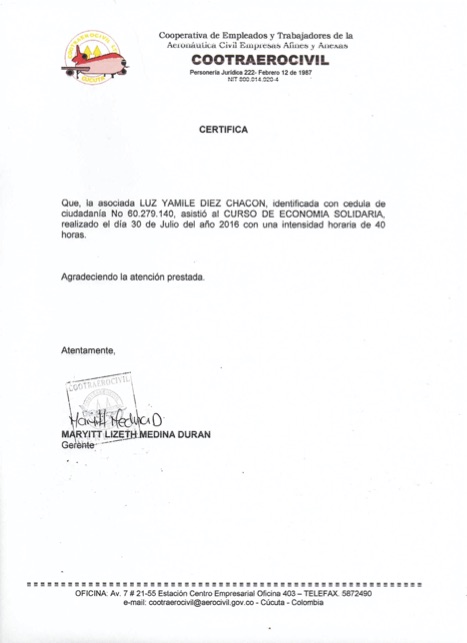 COOTRAEROCIVIL
CUCUTA
Cooperativa de Empleados y Trabajadores de la
Aeronáutica Civil Empresas Afines y Anexas
COOTRAEROCIVIL
Personería Jurídica 222- Febrero 12 de 1987
NIT 800.014.020-4
CERTIFICA
Que, la asociada LUZ YAMILE DIEZ CHACON, identificada con cedula de
ciudadanía No 60.279.140, asistió al CURSO DE ECONOMIA SOLIDARIA,
realizado el día 30 de Julio del año 2016 con una intensidad horaria de 40
horas.
Agradeciendo la atención prestada.
Atentamente,
COOTRAEROCIVIL
MARYITT LIZETH MEDINA DURAN
Gerente
OFICINA: Av. 7 # 21-55 Estación Centro Empresarial Oficina 403 – TELEFAX. 5872490
e-mail: cootraerocivil@aerocivil.gov.co - Cúcuta - Colombia